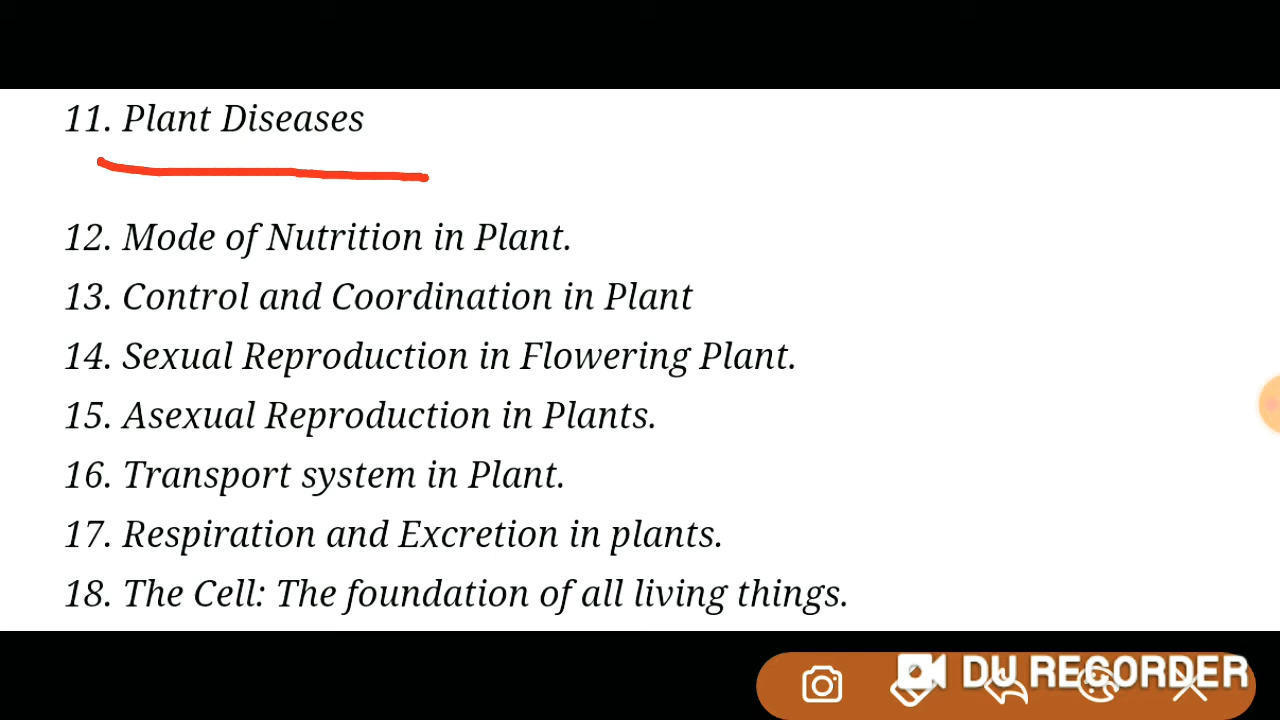 11. Plant Diseases
12. Mode of Nutrition in Plant.
13. Control and Coordination in Plant
14. Sexual Reproduction in Flowering Plant.
15. Asexual Reproduction in Plants.
16. Transport system in Plant.
17. Respiration and Excretion in plants.
18. The Cell: The foundation of all living things.
DU RECORDER